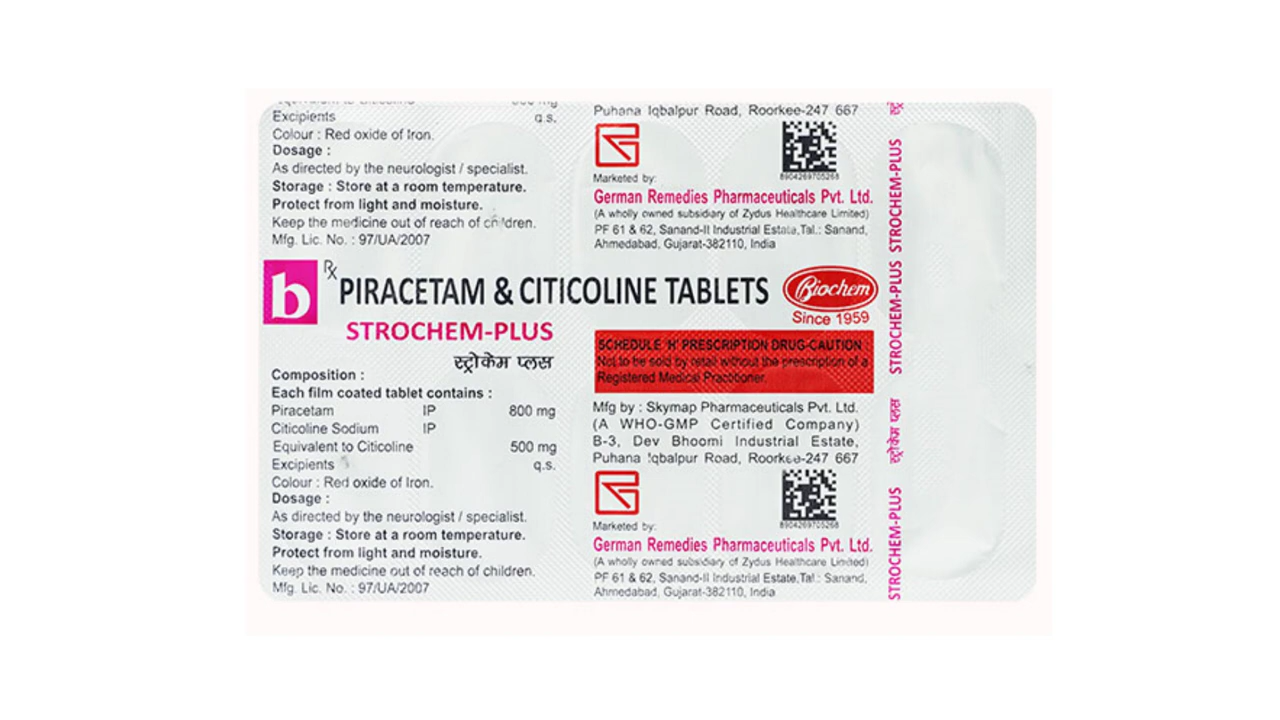 Excipients q.s.
Colour : Red oxide of Iron.
Dosage :
As directed by the neurologist / specialist.
Storage : Store at a room temperature.
Protect from light and moisture.
Keep the medicine out of reach of children.
Mfg. Lic. No. : 97/UA/2007
Puhana Iqbalpur Road, Roorkee-247 667
8904269705268
Marketed by:
German Remedies Pharmaceuticals Pvt. Ltd.
(A wholly owned subsidiary of Zydus Healthcare Limited)
PF 61 & 62, Sanand-II Industrial Estate,Tal.: Sanand,
Ahmedabad, Gujarat-382110, India
b Rx PIRACETAM & CITICOLINE TABLETS
STROCHEM-PLUS
स्ट्रोकेम प्लस
Biochem
Since 1959
Composition :
Each film coated tablet contains :
Piracetam IP 800 mg
Citicoline Sodium IP
Equivalent to Citicoline 500 mg
Excipients q.s.
Colour : Red oxide of Iron.
Dosage :
As directed by the neurologist / specialist.
Storage : Store at a room temperature.
Protect from light and moisture.
Keep the medicine out of reach of children.
Mfg. Lic. No. : 97/UA/2007
SCHEDULE 'H' PRESCRIPTION DRUG-CAUTION :
Not to be sold by retail without the prescription of a
Registered Medical Practitioner.
Mfg by : Skymap Pharmaceuticals Pvt. Ltd.
(A WHO-GMP Certified Company)
B-3, Dev Bhoomi Industrial Estate,
Puhana Iqbalpur Road, Roorkee-247 667
8904269705268
Marketed by:
German Remedies Pharmaceuticals Pvt. Ltd.
(A wholly owned subsidiary of Zydus Healthcare Limited)
PF 61 & 62, Sanand-II Industrial Estate,Tal.: Sanand,
Ahmedabad, Gujarat-382110, India
STROCHEM-PLUS स्ट्रोकेम प्लस STROCHEM-PLUS STROCHEM-PLUS